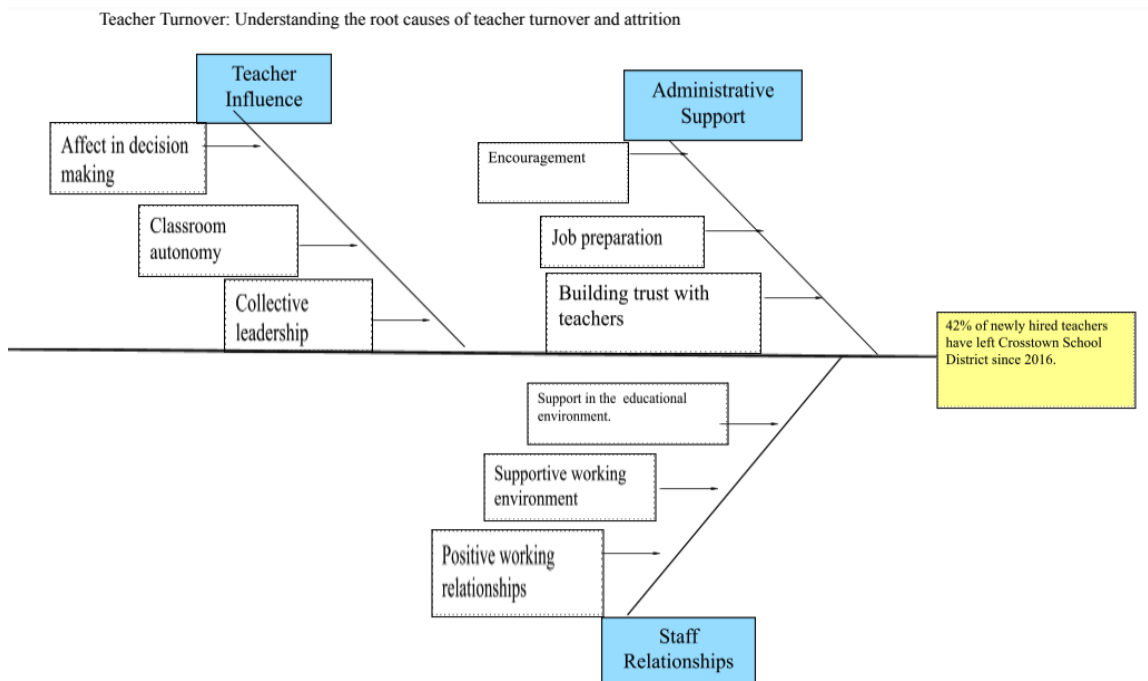 Teacher Turnover: Understanding the root causes of teacher turnover and attrition
Teacher
Influence
Affect in decision
making
Classroom
autonomy
Collective
leadership
Administrative
Support
Encouragement
Job preparation
Building trust with
teachers
42% of newly hired teachers
have left Crosstown School
District since 2016.
Support in the educational
environment.
Supportive working
environment
Positive working
relationships
Staff
Relationships